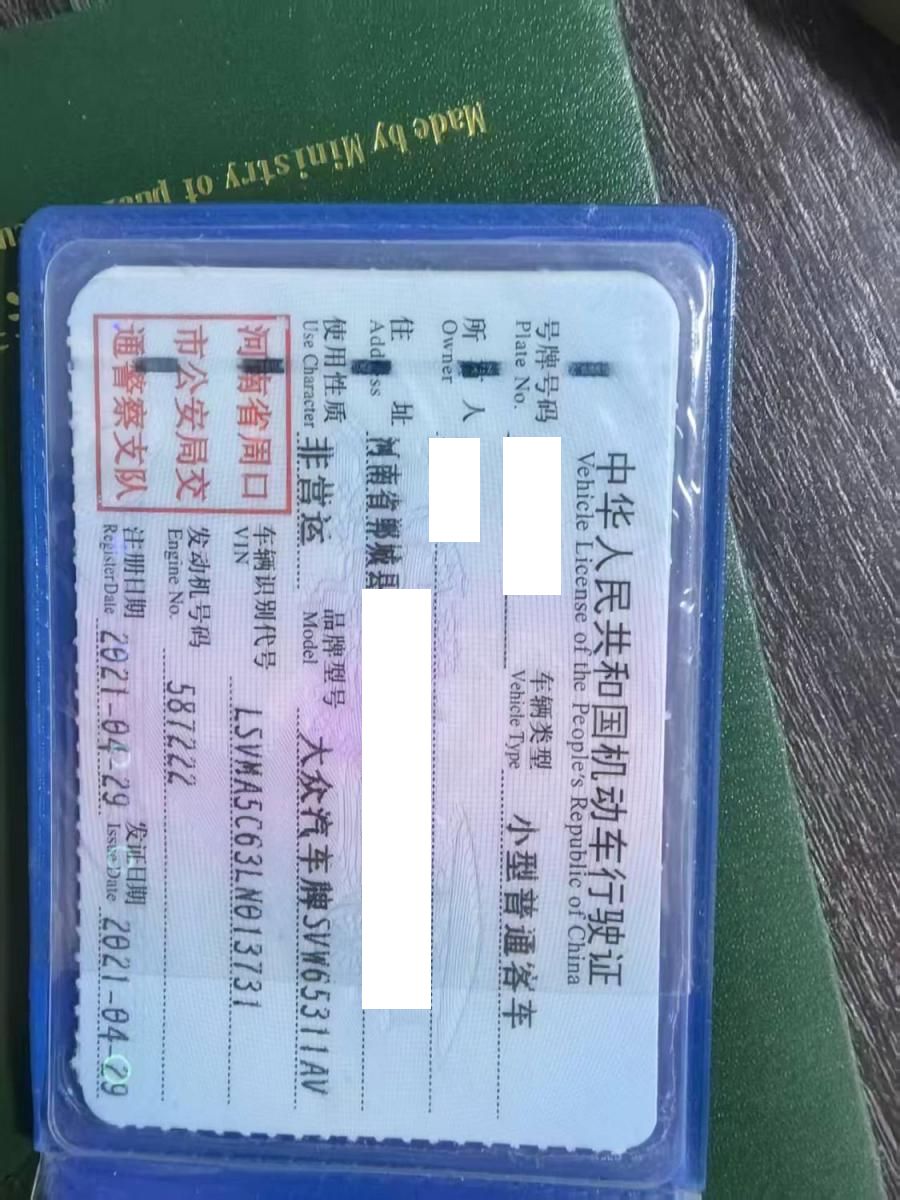 Made by Ministry of
中华人民共和国机动车行驶证
Vehicle License of the People's Republic of China
号牌号码
Plate No.
车辆类型
Vehicle Type
小型普通客车
所 人
Owner
住 址
Address
河南省郸城县
使用性质
Use Character
非营运
品牌型号
Model
大众汽车牌SVW65311AV
河南省周口
市公安局交
通警察支队
车辆识别代号
VIN
LSVMA5C63LN013731
发动机号码
Engine No.
587222
注册日期
RegisterDate
2021-04-29
发证日期
Issue Date
2021-04-29